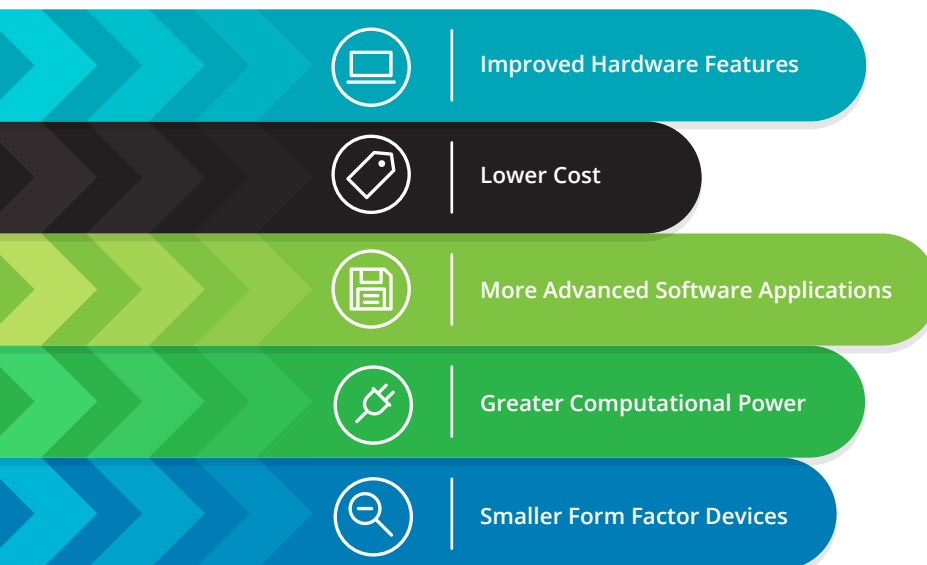 Improved Hardware Features
Lower Cost
More Advanced Software Applications
Greater Computational Power
Smaller Form Factor Devices